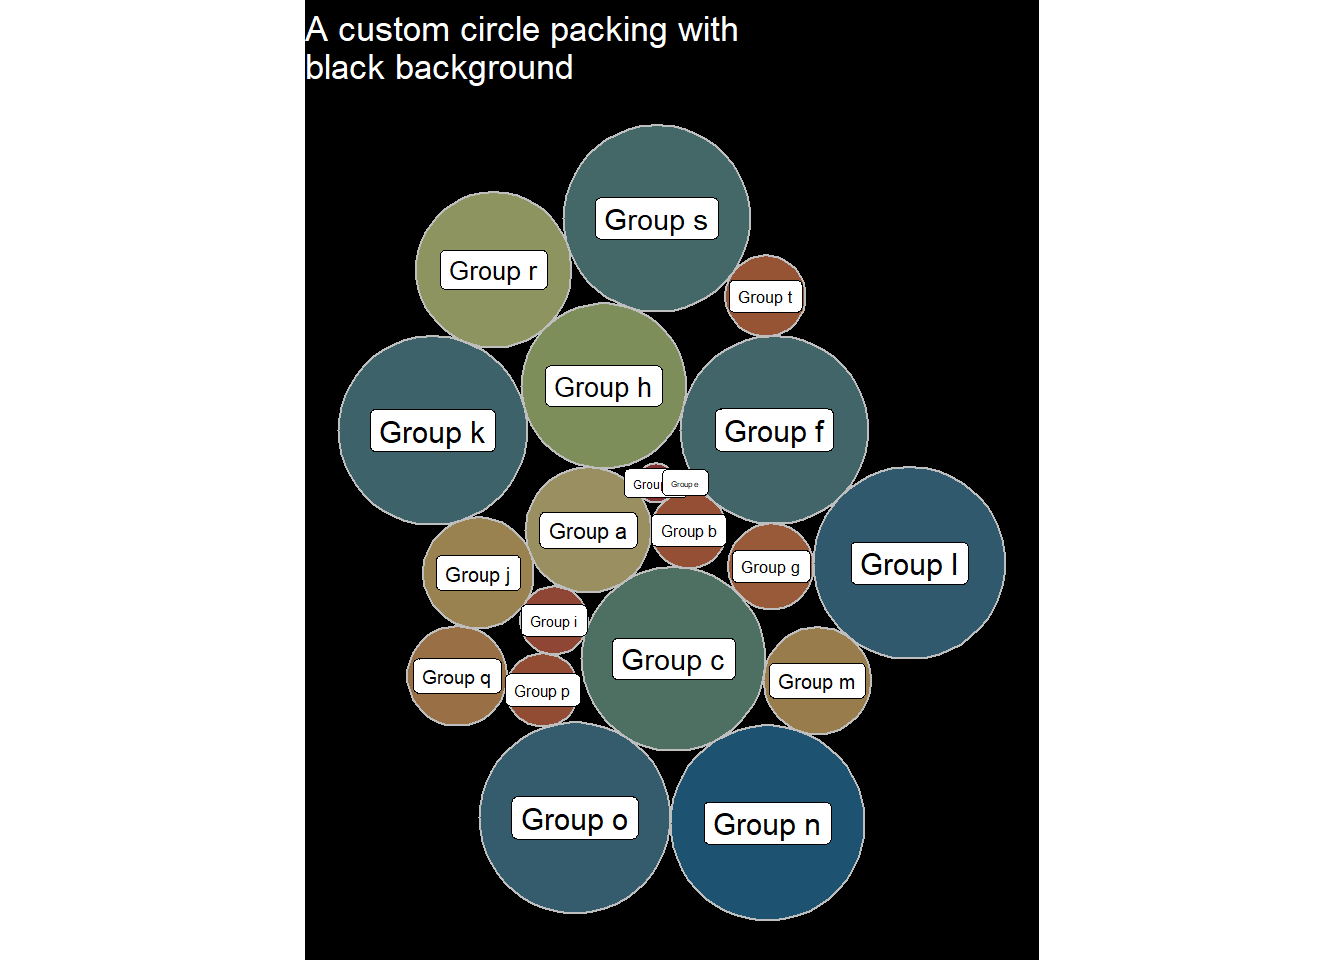 A custom circle packing with
black background
Group s
Group r
Group t
Group h
Group k
Group f
Group
Group e
Group a
Group b
Group l
Group g
Group j
Group i
Group c
Group q
Group m
Group p
Group o
Group n